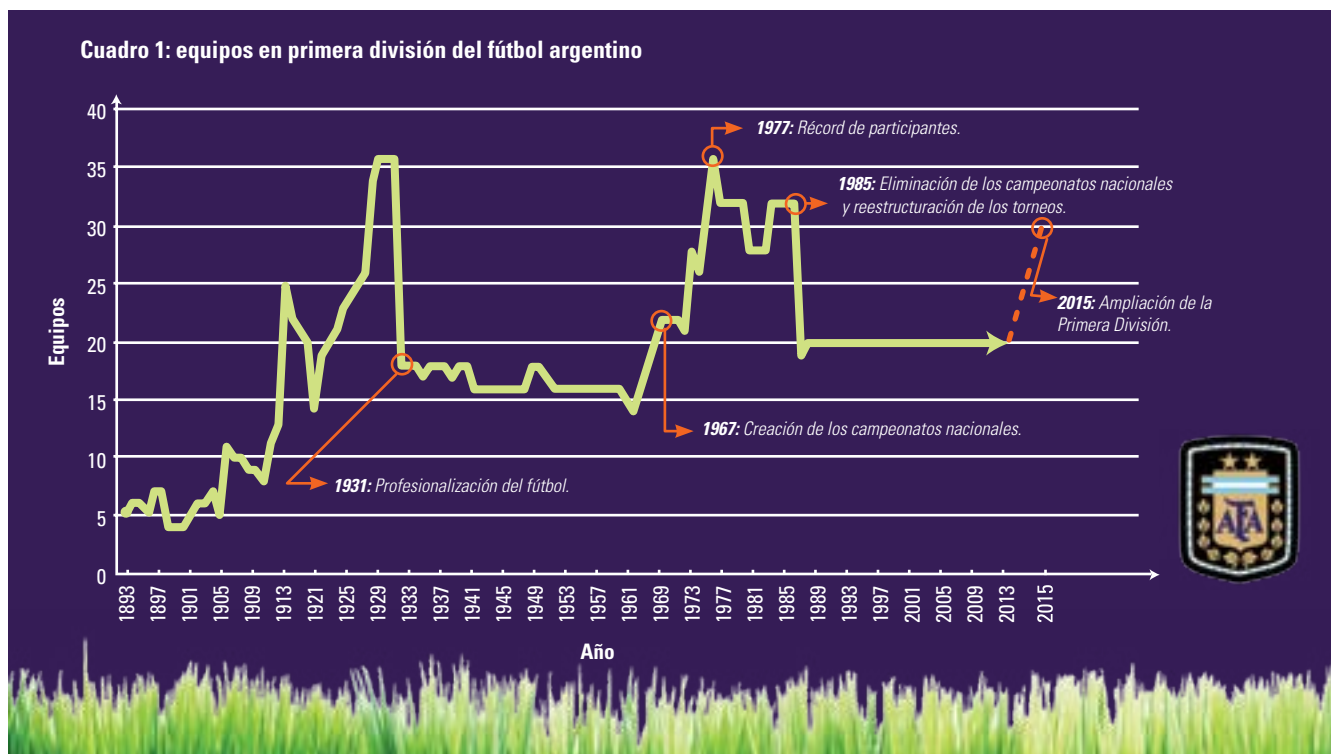 Cuadro 1: equipos en primera división del fútbol argentino
40
35
30
25
20
15
10
5
0
Equipos
1977: Récord de participantes.
1985: Eliminación de los campeonatos nacionales
y reestructuración de los torneos.
2015: Ampliación de la
Primera División.
1967: Creación de los campeonatos nacionales.
1931: Profesionalización del fútbol.
AFA
1893 1897 1901 1905 1909 1913 1921 1925 1929 1933 1937 1941 1945 1949 1953 1957 1961 1969 1973 1977 1981 1985 1989 1993 1997 2001 2005 2009 2013 2015
Año